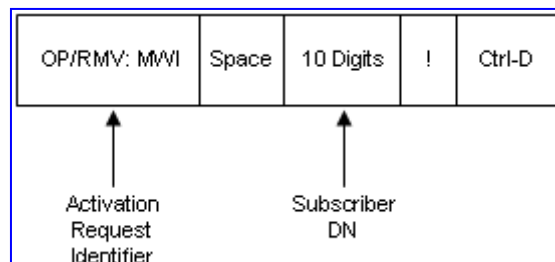 OP/RMV: MWI Space 10 Digits ! Ctrl-D
Activation Subscriber
Request DN
Identifier